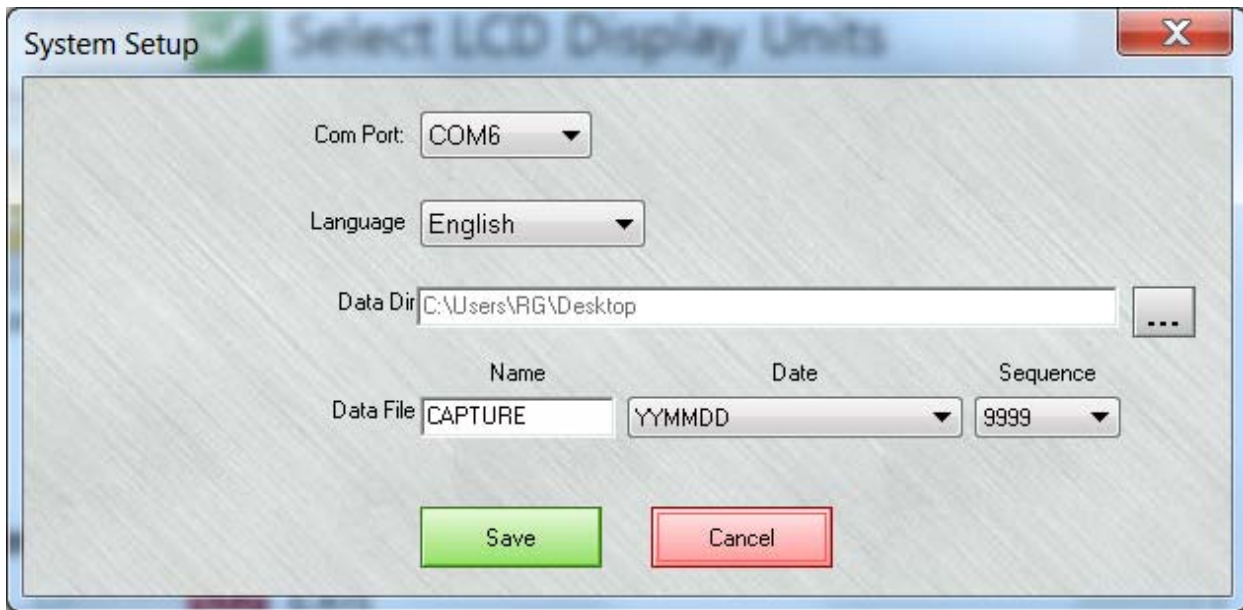 System Setup
Select LCD Display Units
X
Com Port: COM6
Language English
Data Dir C:\Users\RG\Desktop ...
Name Date Sequence
Data File CAPTURE YYMMDD 9999
Save Cancel